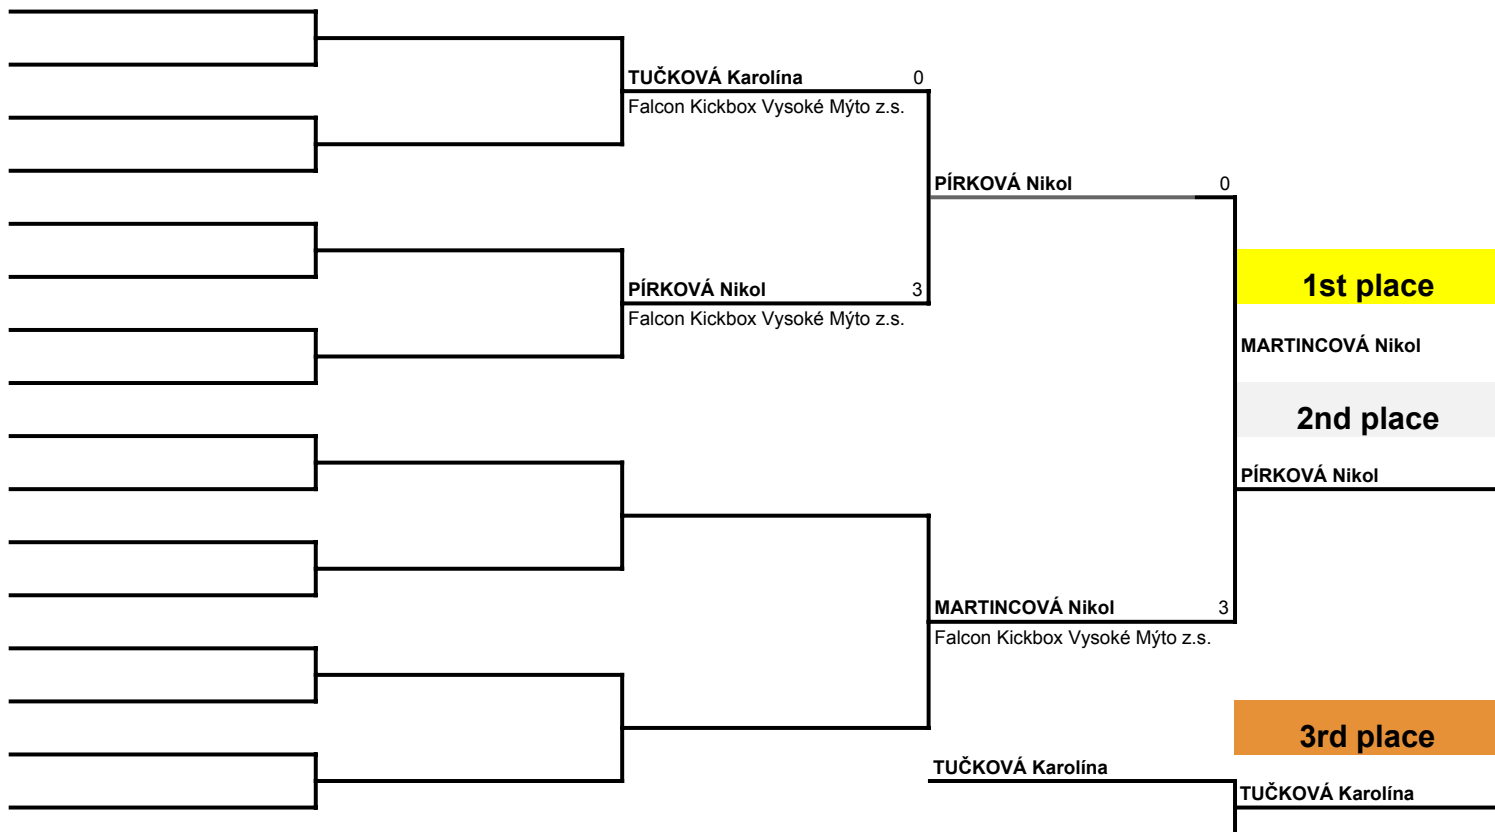 TUČKOVÁ Karolína 0
Falcon Kickbox Vysoké Mýto z.s.
PÍRKOVÁ Nikol 0
1st place
PÍRKOVÁ Nikol 3
Falcon Kickbox Vysoké Mýto z.s.
MARTINCOVÁ Nikol
2nd place
PÍRKOVÁ Nikol
MARTINCOVÁ Nikol 3
Falcon Kickbox Vysoké Mýto z.s.
3rd place
TUČKOVÁ Karolína
TUČKOVÁ Karolína